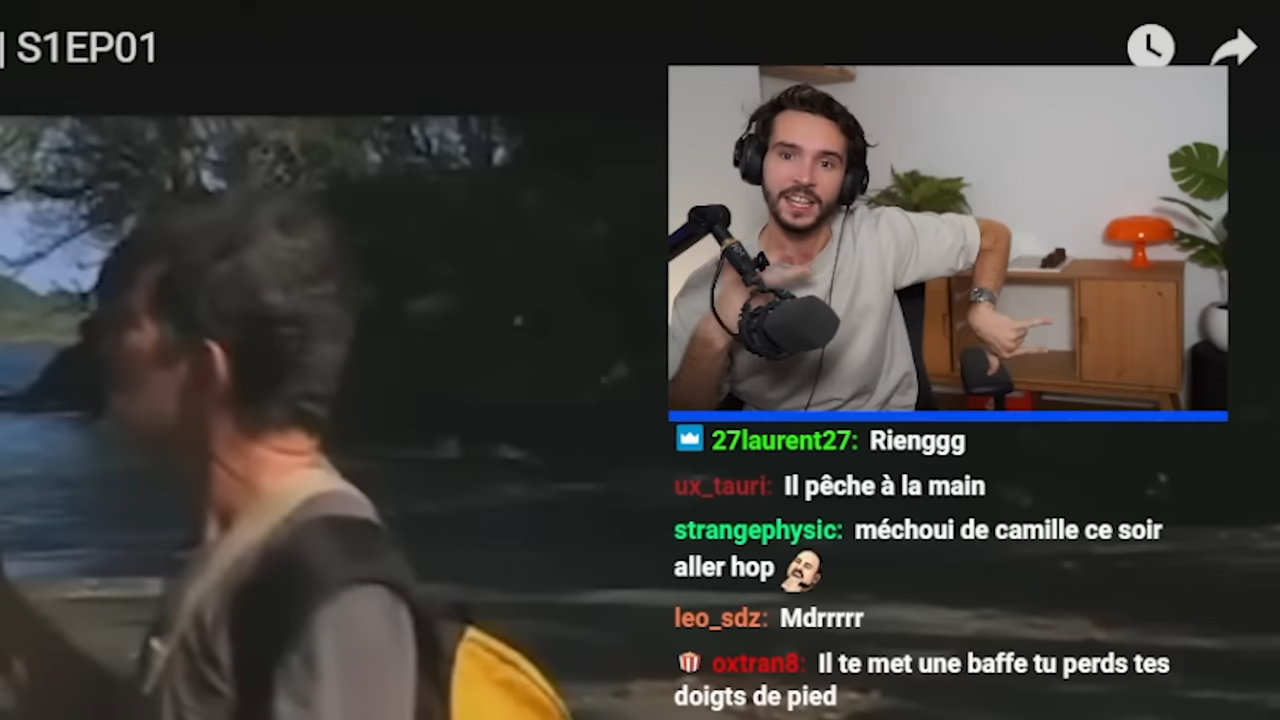 | S1EP01
27laurent27: Rienggg
ux_tauri: Il pêche à la main
strangephysic: méchoui de camille ce soir
aller hop
leo_sdz: Mdrrrrr
oxtran8: Il te met une baffe tu perds tes
doigts de pied